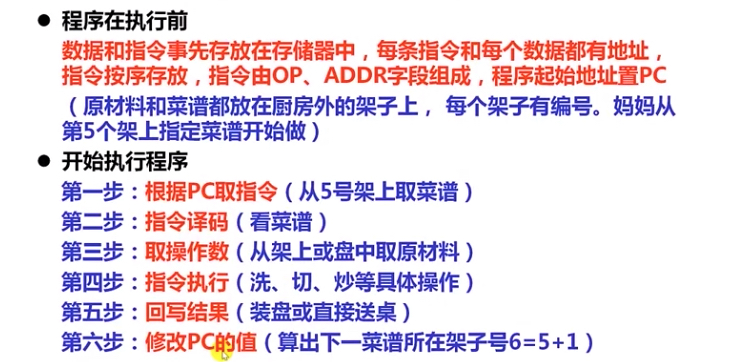 ● 程序在执行前
数据和指令事先存放在存储器中，每条指令和每个数据都有地址，
指令按序存放，指令由OP、ADDR字段组成，程序起始地址置PC
（原材料和菜谱都放在厨房外的架子上， 每个架子有编号。妈妈从
第5个架上指定菜谱开始做）
● 开始执行程序
第一步：根据PC取指令（从5号架上取菜谱）
第二步：指令译码（看菜谱）
第三步：取操作数（从架上或盘中取原材料）
第四步：指令执行（洗、切、炒等具体操作）
第五步：回写结果（装盘或直接送桌）
第六步：修改PC的值（算出下一菜谱所在架子号6=5+1）